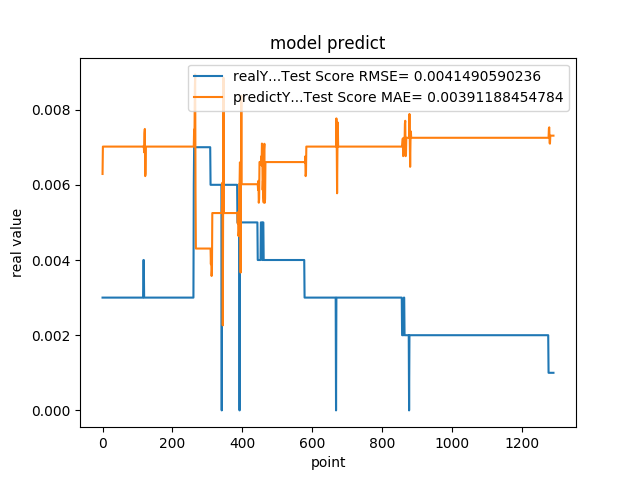 model predict
realY...Test Score RMSE= 0.0041490590236
predictY...Test Score MAE= 0.00391188454784
0.008
0.006
0.004
0.002
0.000
real value
0 200 400 600 800 1000 1200
point